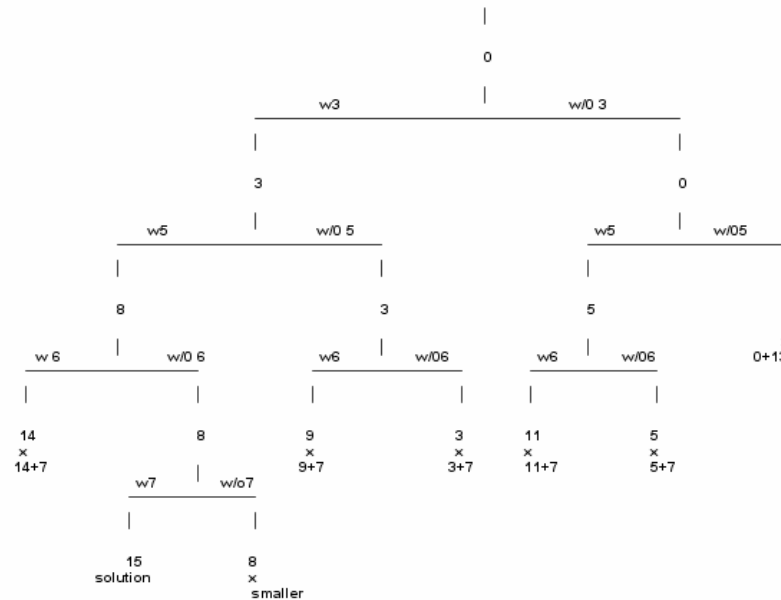 0
w3 w/0 3
3 0
w5 w/0 5 w5 w/05
8 3 5
w 6 w/0 6 w6 w/06 w6 w/06 0+13
14 8 9 3 11 5
x x x x x
14+7 9+7 3+7 11+7 5+7
w7 w/o7
15 8
solution x
smaller